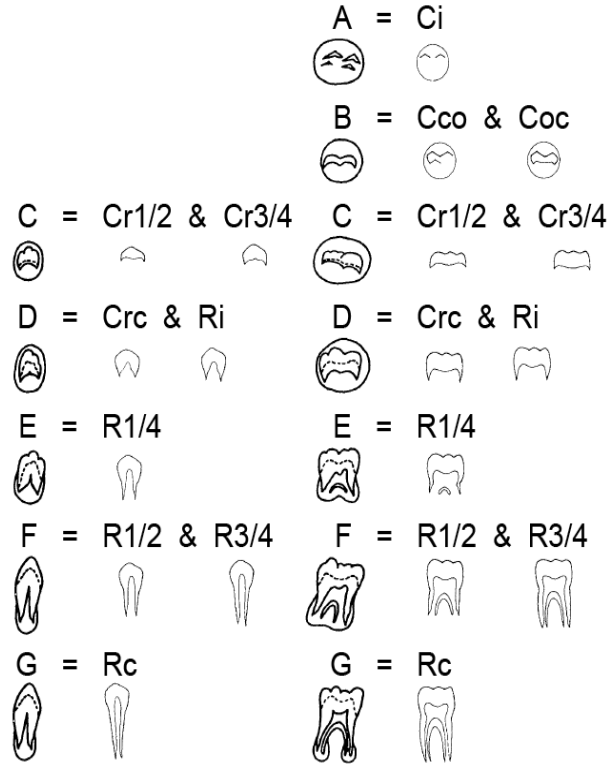 A = Ci
B = Cco & Coc
C = Cr1/2 & Cr3/4 C = Cr1/2 & Cr3/4
D = Crc & Ri D = Crc & Ri
E = R1/4 E = R1/4
F = R1/2 & R3/4 F = R1/2 & R3/4
G = Rc G = Rc